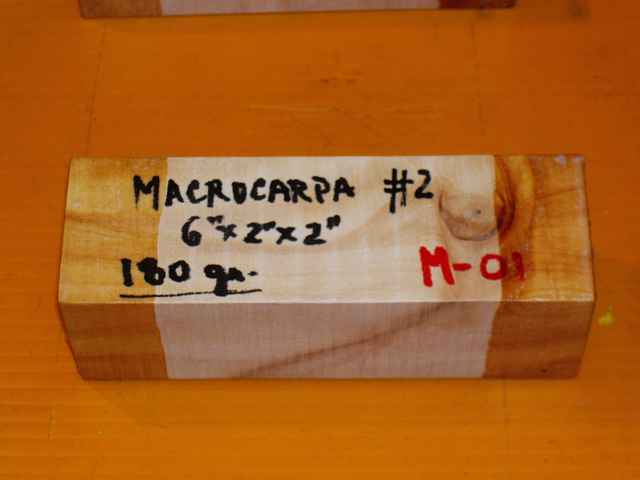 MACROCARPA #2
6"x2"x2"
180 gr.
M-01